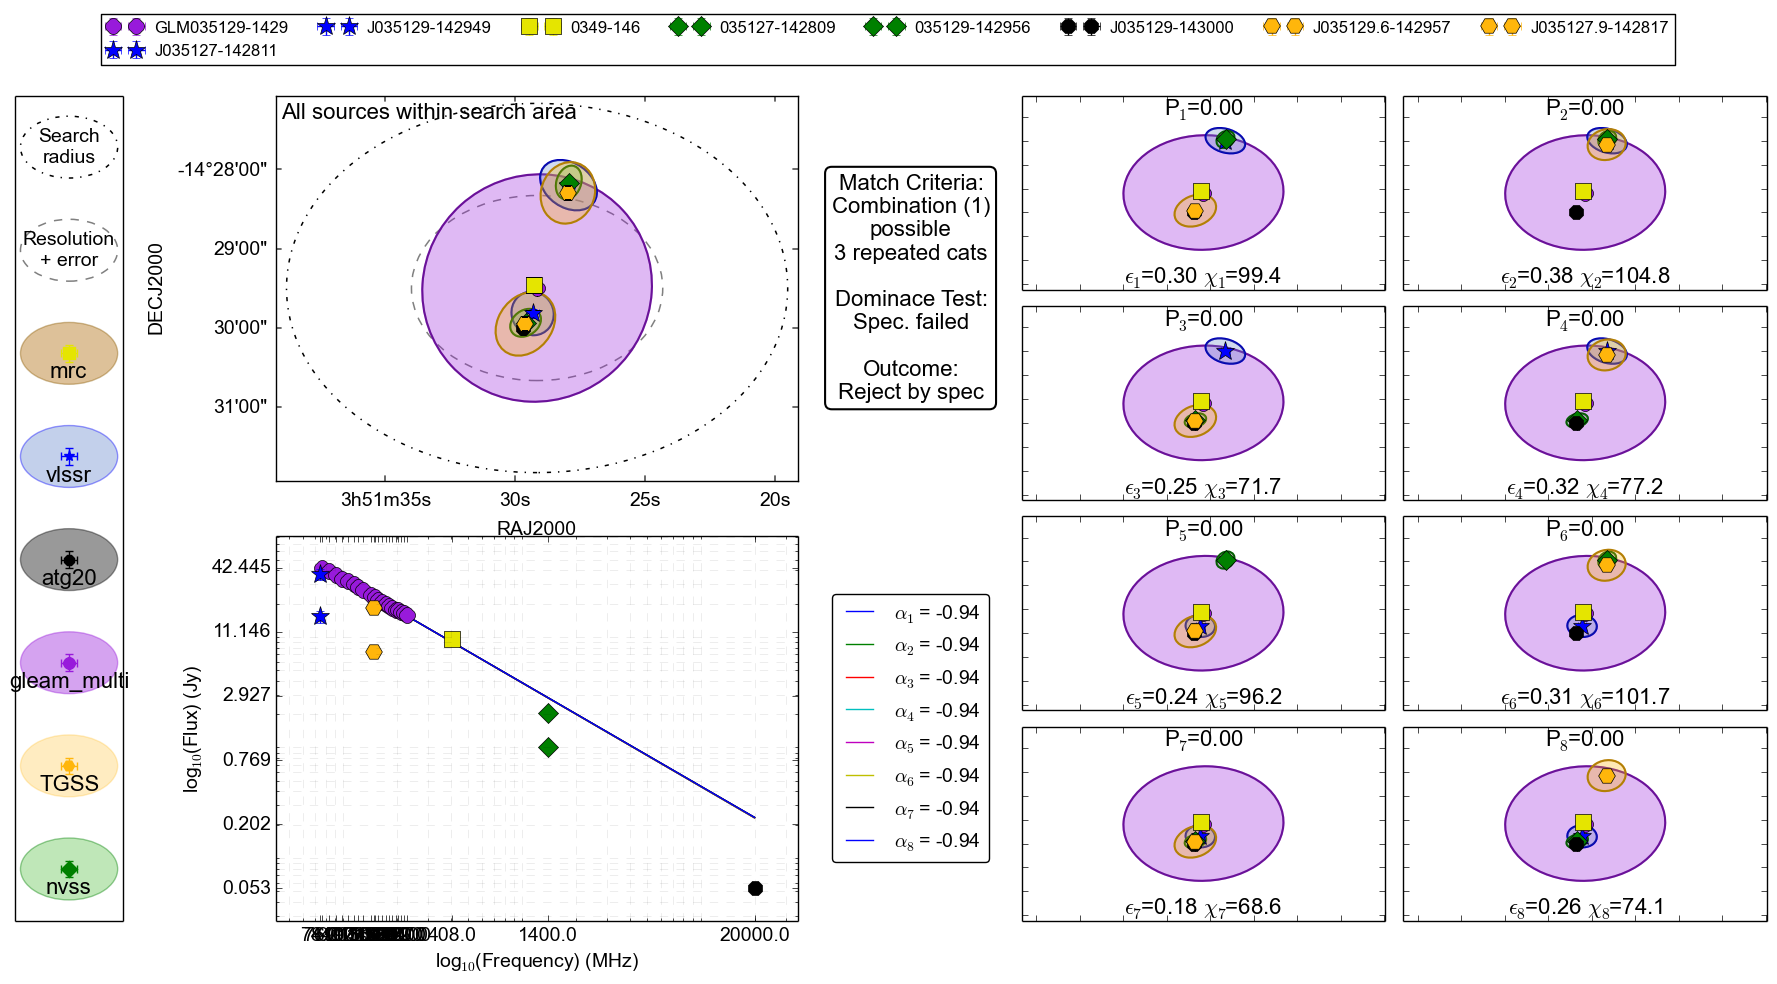 GLM035129-1429 J035129-142949 0349-146 035127-142809 035129-142956 J035129-143000 J035129.6-142957 J035127.9-142817
J035127-142811
Search
radius
Resolution
+ error
mrc
vlssr
atg20
gleam_multi
TGSS
nvss
All sources within search area
DECJ2000
-14°28'00"
29'00"
30'00"
31'00"
3h51m35s 30s 25s 20s
RAJ2000
log10(Flux) (Jy)
42.445
11.146
2.927
0.769
0.202
0.053
408.0 1400.0 20000.0
log10(Frequency) (MHz)
Match Criteria:
Combination (1)
possible
3 repeated cats
Dominace Test:
Spec. failed
Outcome:
Reject by spec
α1 = -0.94
α2 = -0.94
α3 = -0.94
α4 = -0.94
α5 = -0.94
α6 = -0.94
α7 = -0.94
α8 = -0.94
P1=0.00
ϵ1=0.30 χ1=99.4
P2=0.00
ϵ2=0.38 χ2=104.8
P3=0.00
ϵ3=0.25 χ3=71.7
P4=0.00
ϵ4=0.32 χ4=77.2
P5=0.00
ϵ5=0.24 χ5=96.2
P6=0.00
ϵ6=0.31 χ6=101.7
P7=0.00
ϵ7=0.18 χ7=68.6
P8=0.00
ϵ8=0.26 χ8=74.1